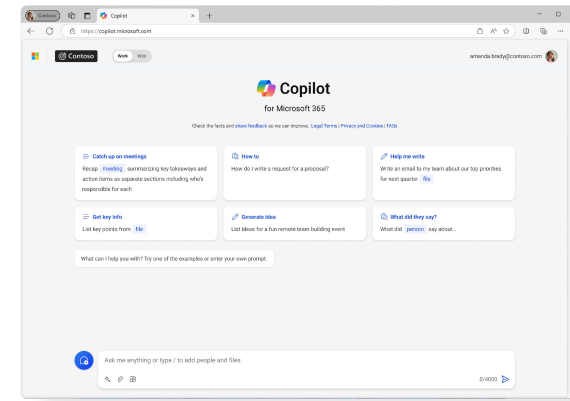 Contoso
Copilot
https://copilot.microsoft.com
Contoso
Work Web
amanda.brady@contoso.com
Copilot
for Microsoft 365
Check the facts and share feedback so we can improve. Legal Terms | Privacy and Cookies | FAQs
Catch up on meetings
Recap meeting summarizing key takeaways and
action items as separate sections including who's
responsible for each
How to
How do I write a request for a proposal?
Help me write
Write an email to my team about our top priorities
for next quarter file
Get key info
List key points from file
Generate idea
List ideas for a fun remote team building event
What did they say?
What did person say about...
What can I help you with? Try one of the examples or enter your own prompt.
Ask me anything or type / to add people and files
0/4000